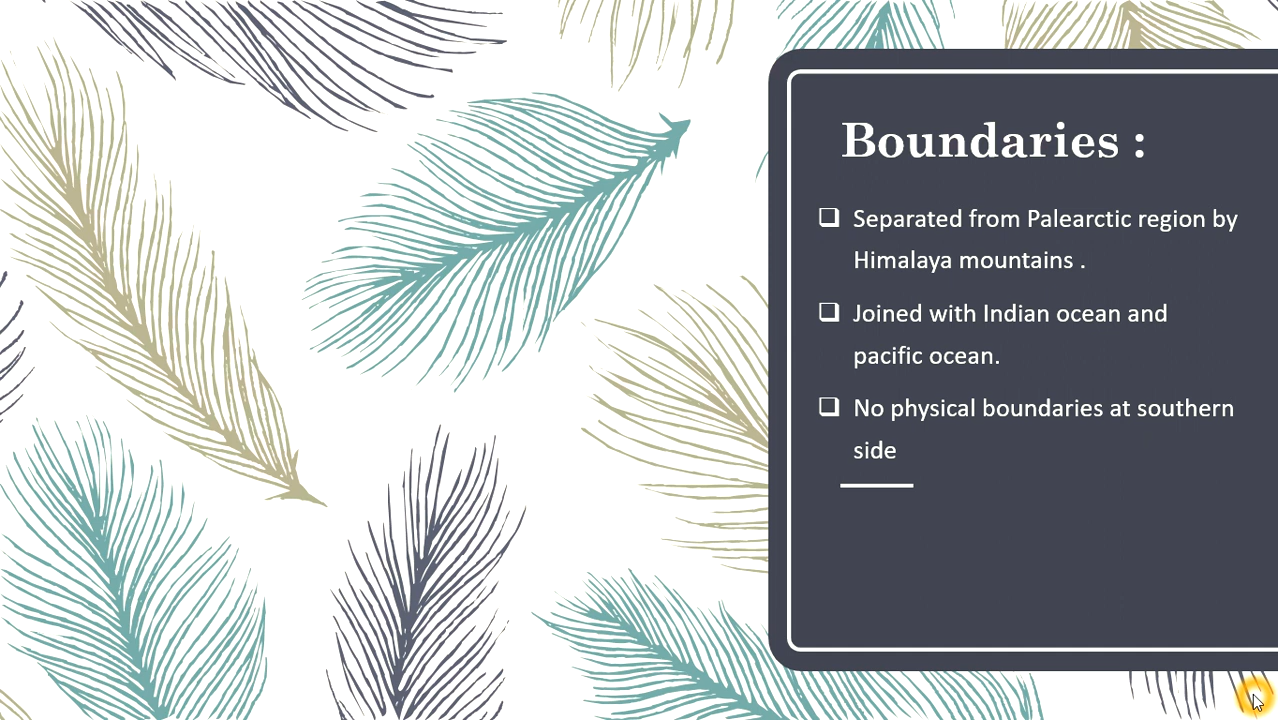 Boundaries :
❑ Separated from Palearctic region by
Himalaya mountains .
❑ Joined with Indian ocean and
pacific ocean.
❑ No physical boundaries at southern
side